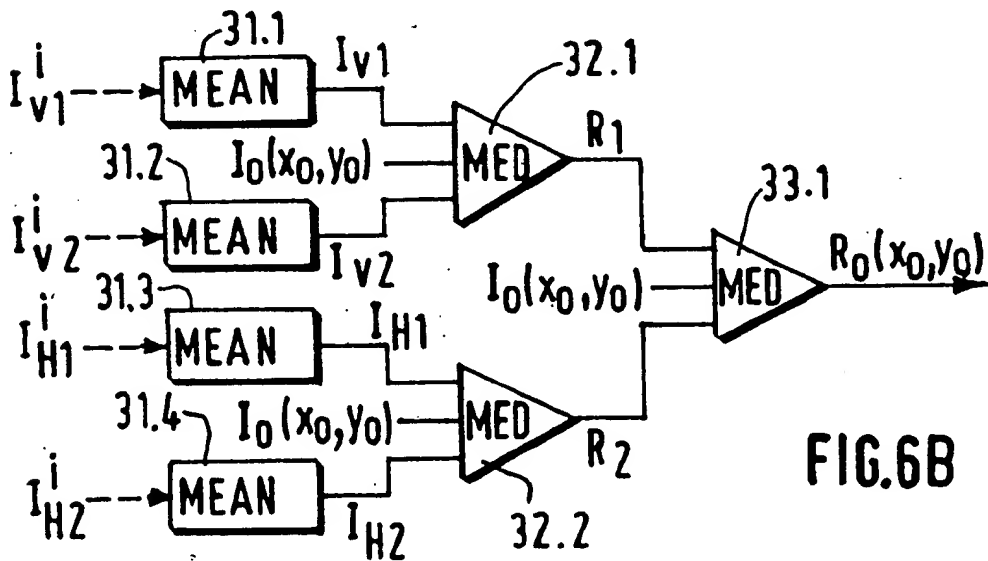 31.1
I^i_v1
MEAN
I_v1
32.1
31.2
I_0(x_0,y_0)
MED
R_1
I^i_v2
MEAN
I_v2
33.1
31.3
I_0(x_0,y_0)
MED
R_0(x_0,y_0)
I^i_H1
MEAN
I_H1
31.4
I_0(x_0,y_0)
MED
R_2
I^i_H2
MEAN
I_H2
32.2
FIG.6B